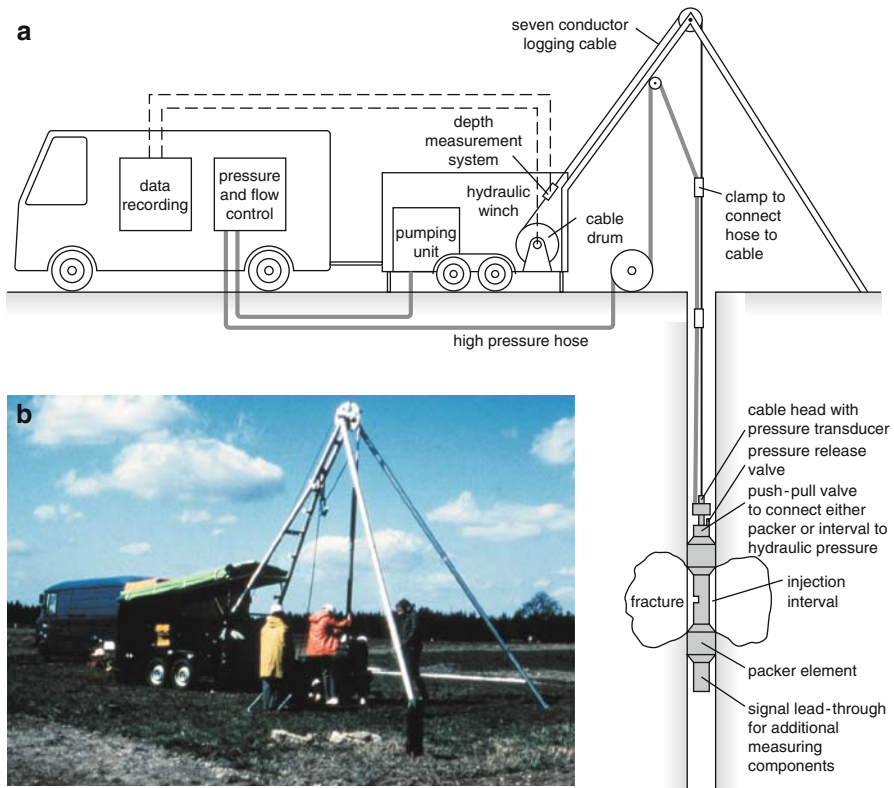 a
seven conductor
logging cable
depth
measurement
system
hydraulic
winch
data
recording
pressure
and flow
control
pumping
unit
cable
drum
clamp to
connect
hose to
cable
high pressure hose
b
cable head with
pressure transducer
pressure release
valve
push-pull valve
to connect either
packer or interval to
hydraulic pressure
fracture
injection
interval
packer element
signal lead-through
for additional
measuring
components